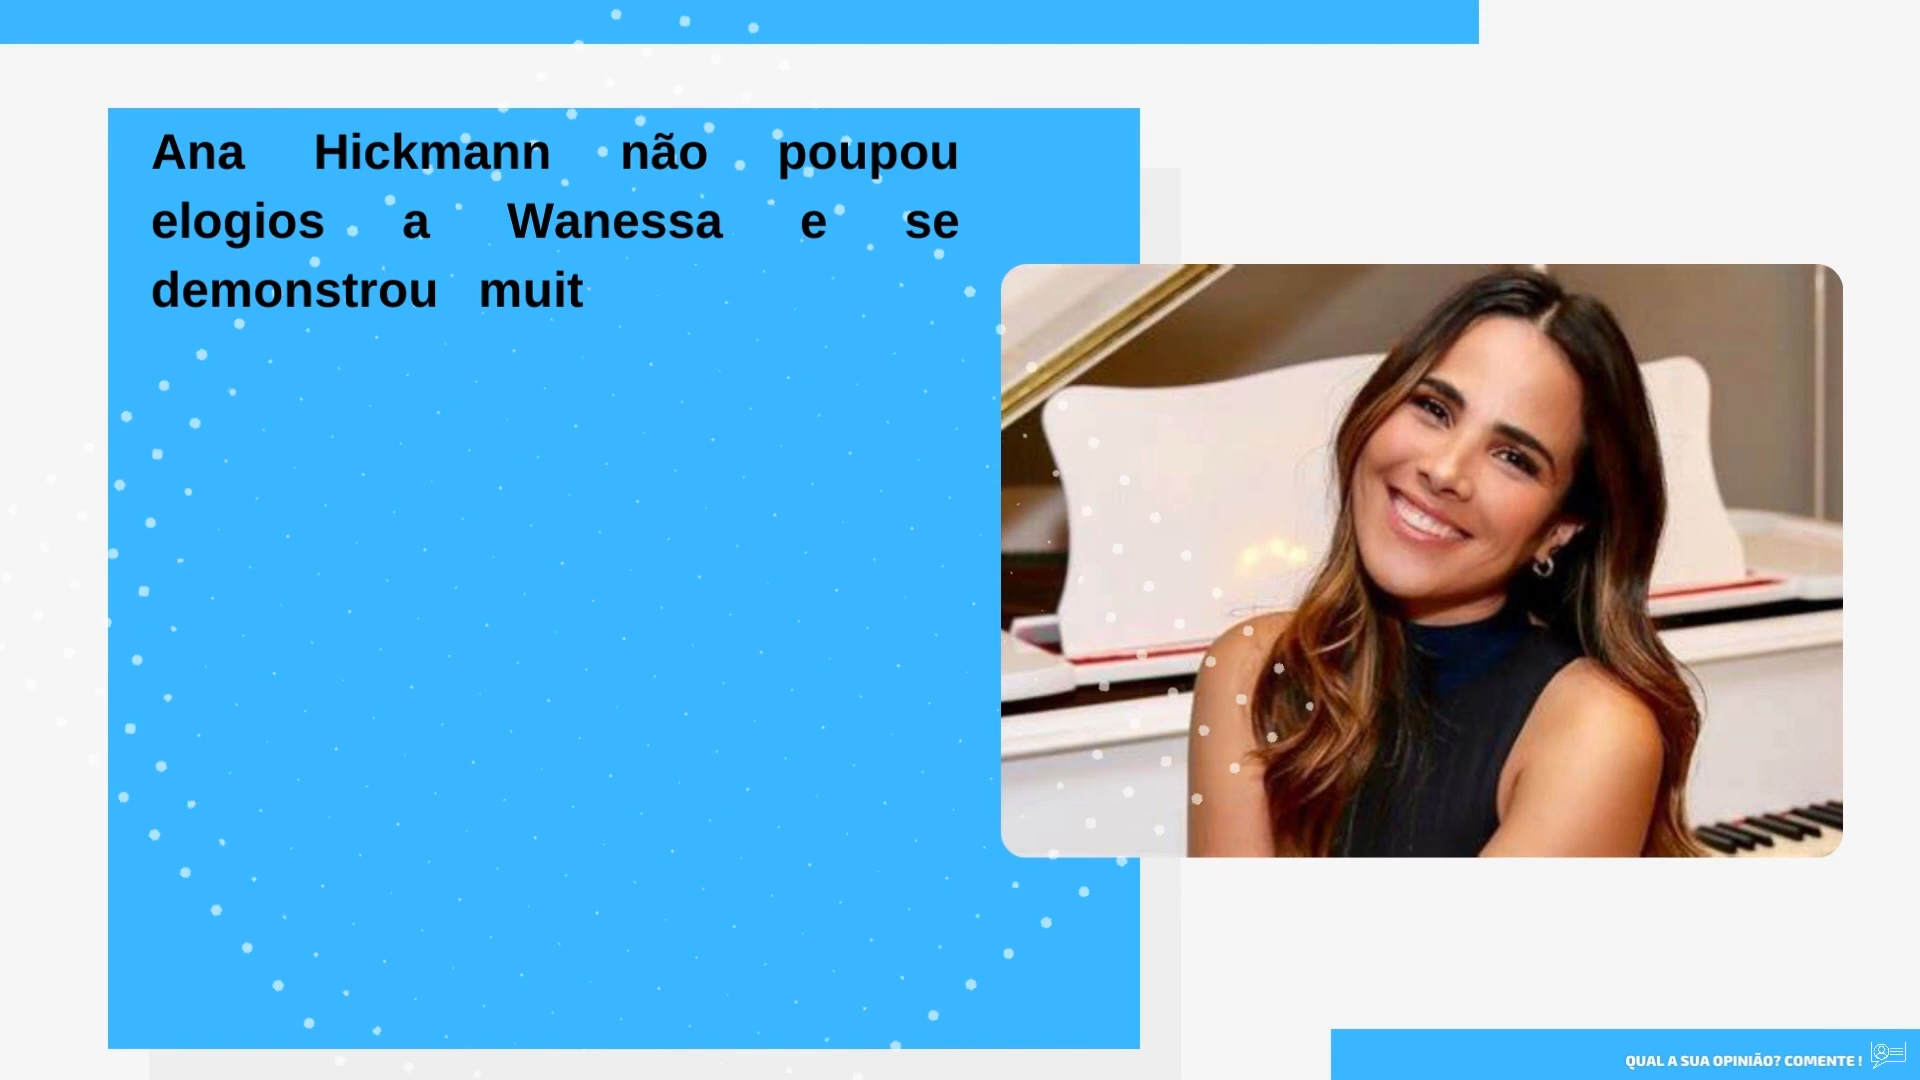 Ana Hickmann não poupou
elogios a Wanessa e se
demonstrou muit
QUAL A SUA OPINIÃO? COMENTE !